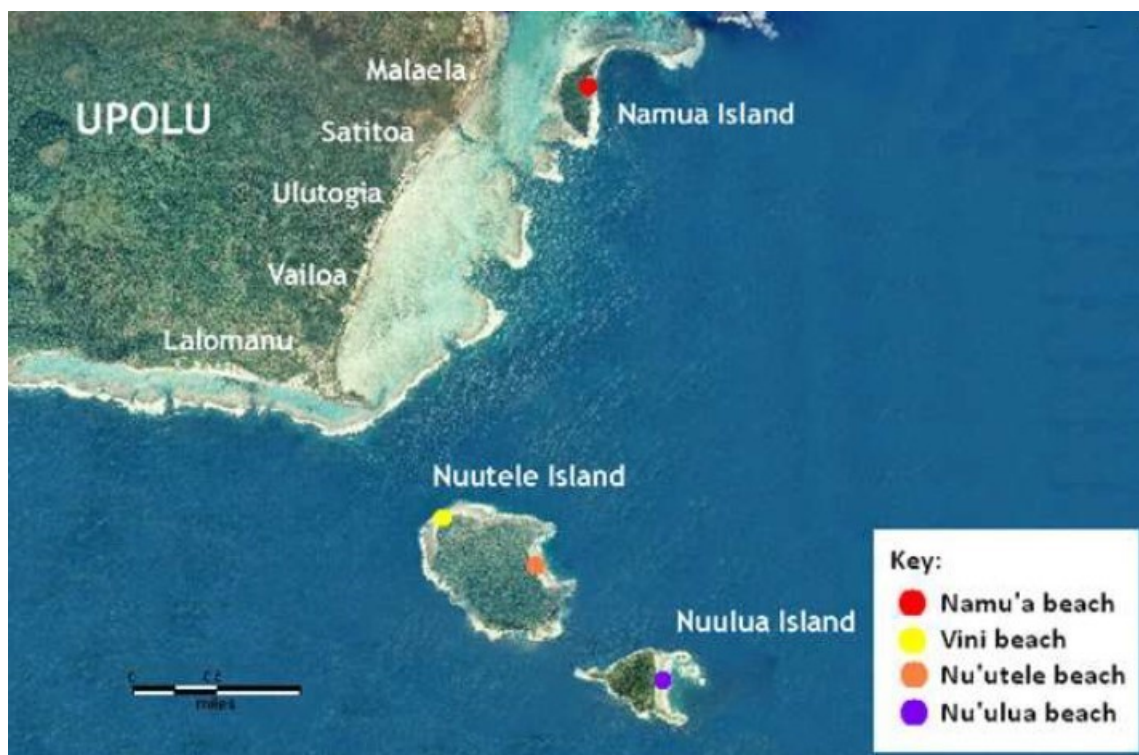 Malaela
UPOLU
Namua Island
Satitoa
Ulutogia
Vailoa
Lalomanu
Nuutele Island
Nuulua Island
miles
Key:
Namu'a beach
Vini beach
Nu'utele beach
Nu'ulua beach